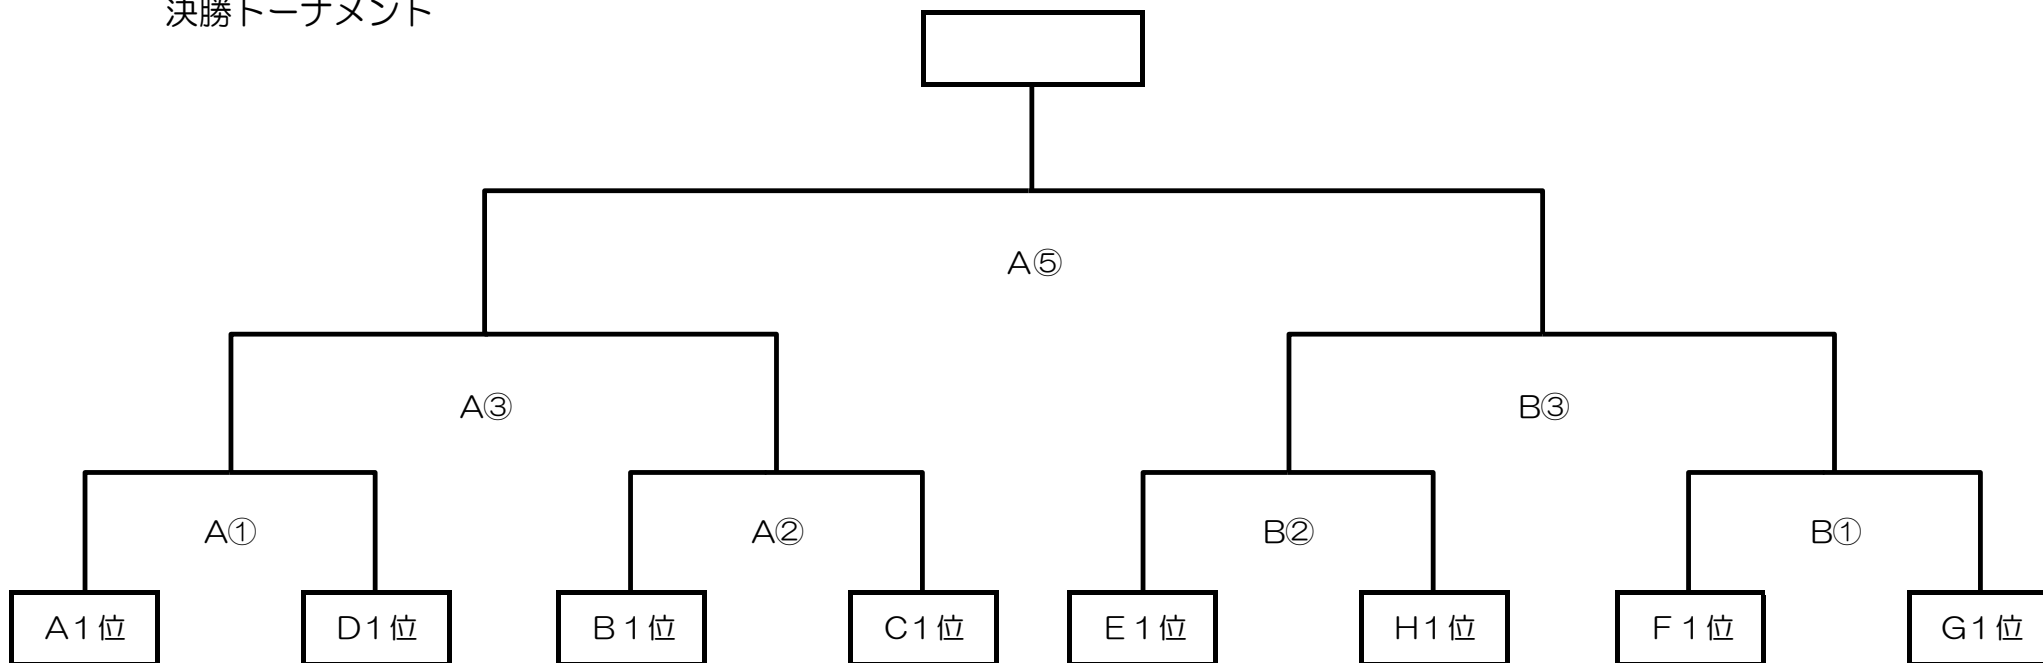 決勝トーナメント
A⑤
A③
B③
A①
A②
B②
B①
A1位
D1位
B1位
C1位
E1位
H1位
F1位
G1位